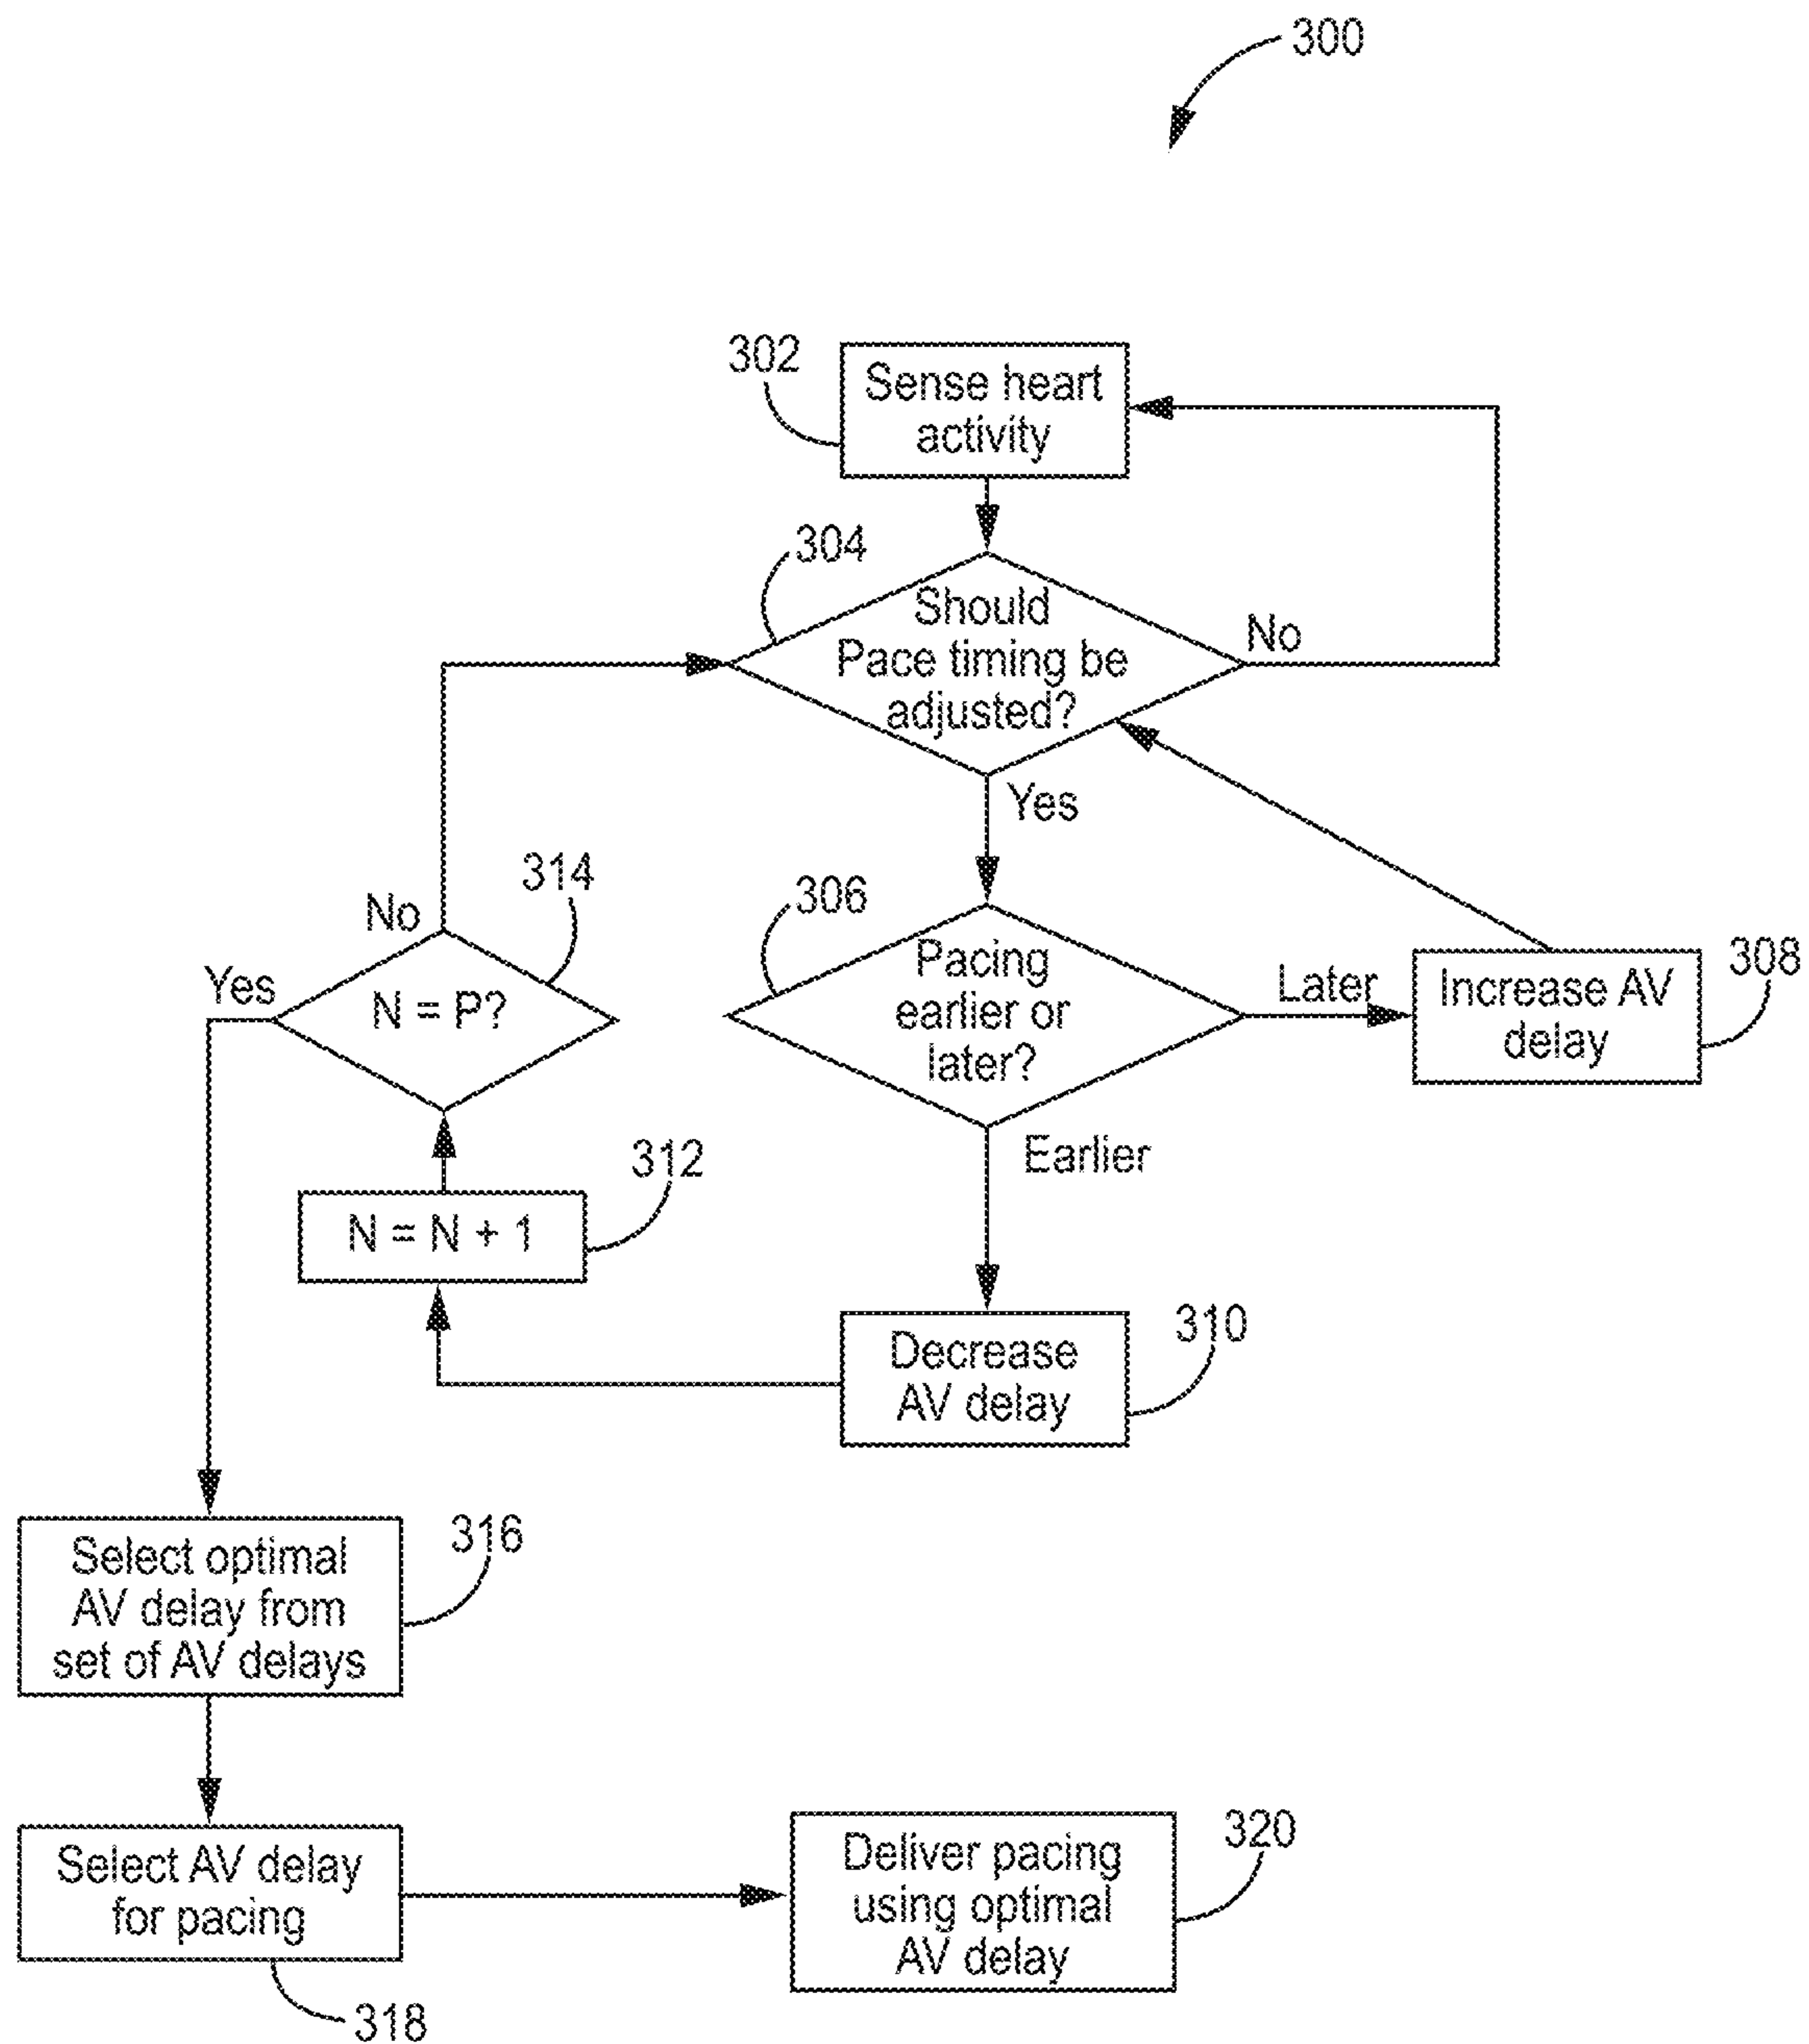 300
302
Sense heart
activity
304
Should
Pace timing be
adjusted?
No
Yes
314
306
No
Yes
N = P?
Pacing
earlier or
later?
Later
Increase AV
delay
308
312
Earlier
N = N + 1
310
Decrease
AV delay
Select optimal
AV delay from
set of AV delays
316
Select AV delay
for pacing
318
Deliver pacing
using optimal
AV delay
320